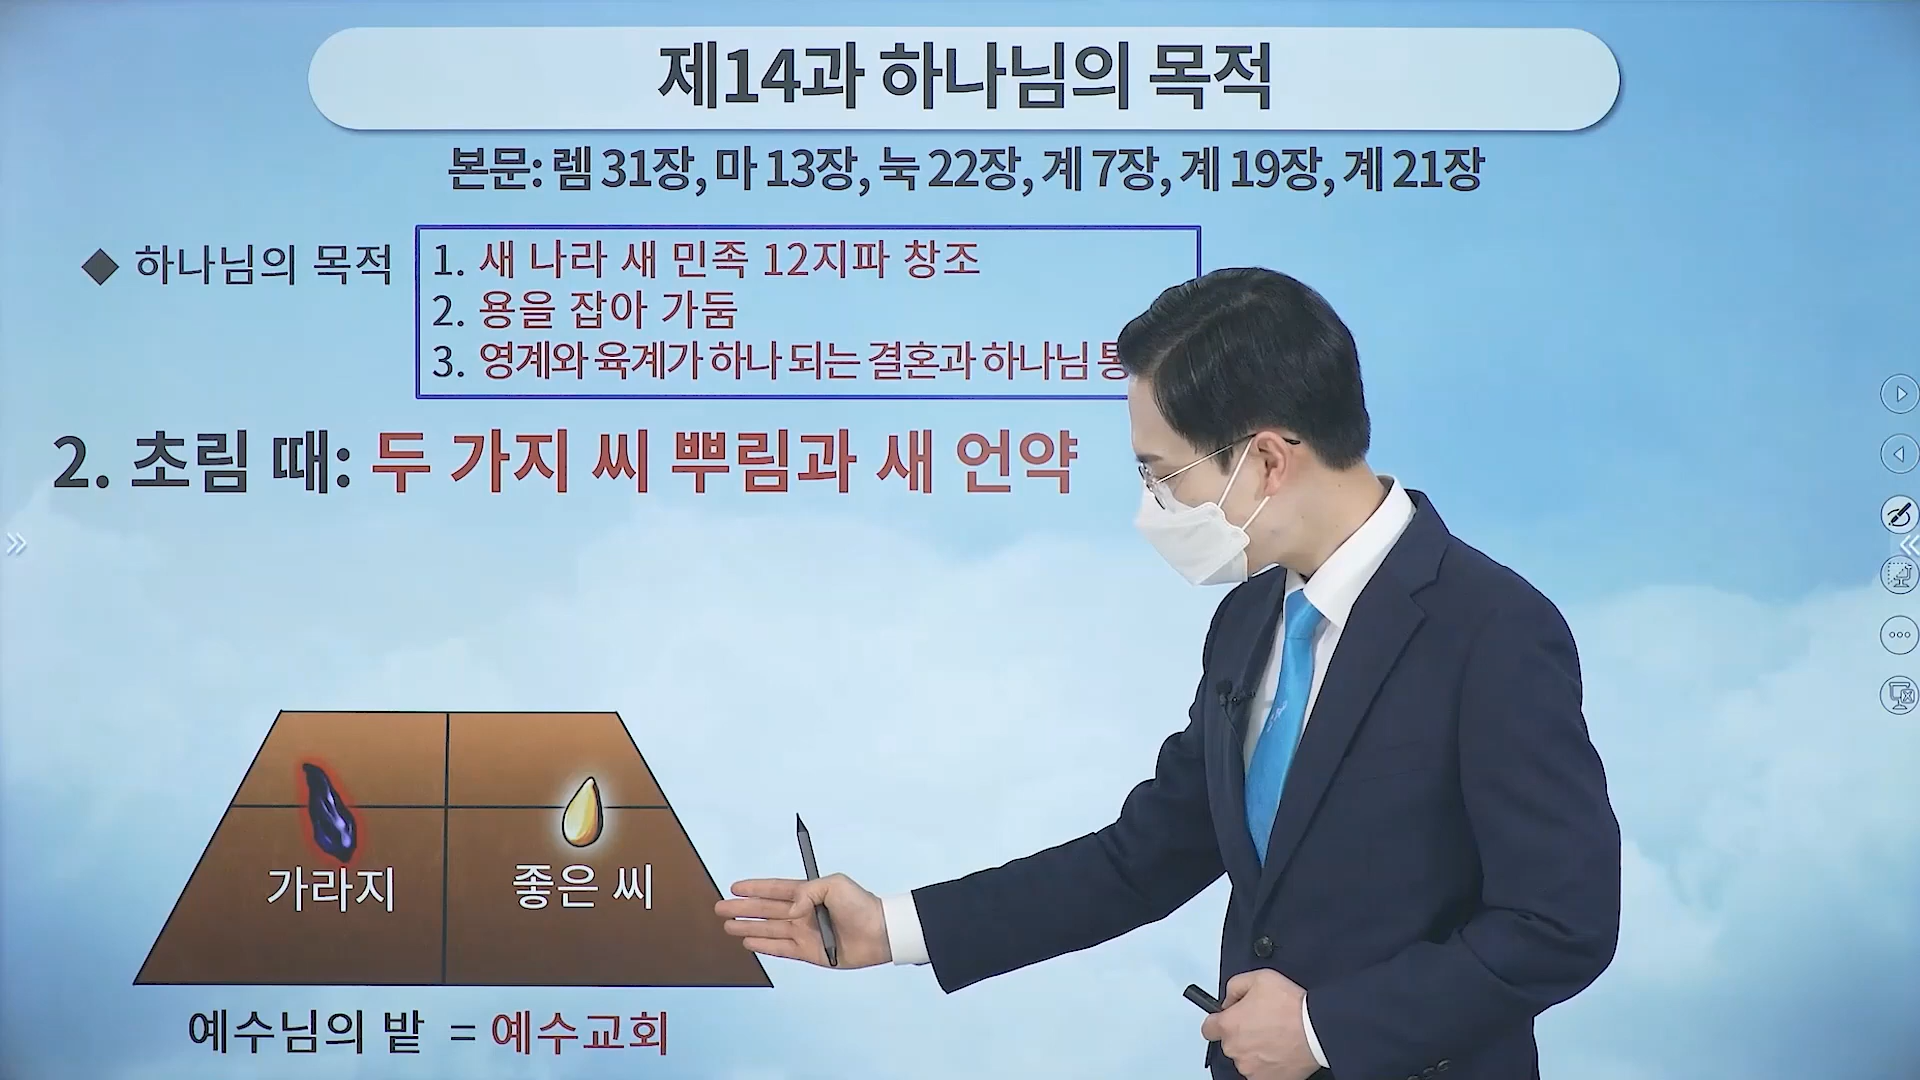 제14과 하나님의 목적
본문: 렘 31장, 마 13장, 눅 22장, 계 7장, 계 19장, 계 21장
◆ 하나님의 목적
1. 새 나라 새 민족 12지파 창조
2. 용을 잡아 가둠
3. 영계와 육계가 하나 되는 결혼과 하나님
2. 초림 때: 두 가지 씨 뿌림과 새 언약
가라지
좋은 씨
예수님의 밭 = 예수교회